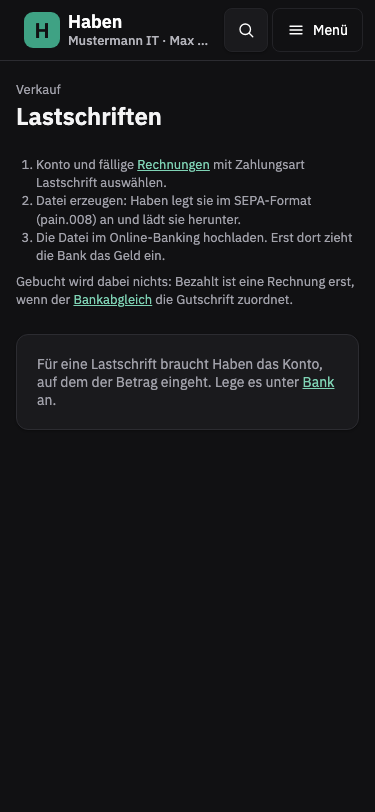 H
Haben
Mustermann IT · Max ...
Menü
Verkauf
Lastschriften
1. Konto und fällige Rechnungen mit Zahlungsart
Lastschrift auswählen.
2. Datei erzeugen: Haben legt sie im SEPA-Format
(pain.008) an und lädt sie herunter.
3. Die Datei im Online-Banking hochladen. Erst dort zieht
die Bank das Geld ein.
Gebucht wird dabei nichts: Bezahlt ist eine Rechnung erst,
wenn der Bankabgleich die Gutschrift zuordnet.
Für eine Lastschrift braucht Haben das Konto,
auf dem der Betrag eingeht. Lege es unter Bank
an.